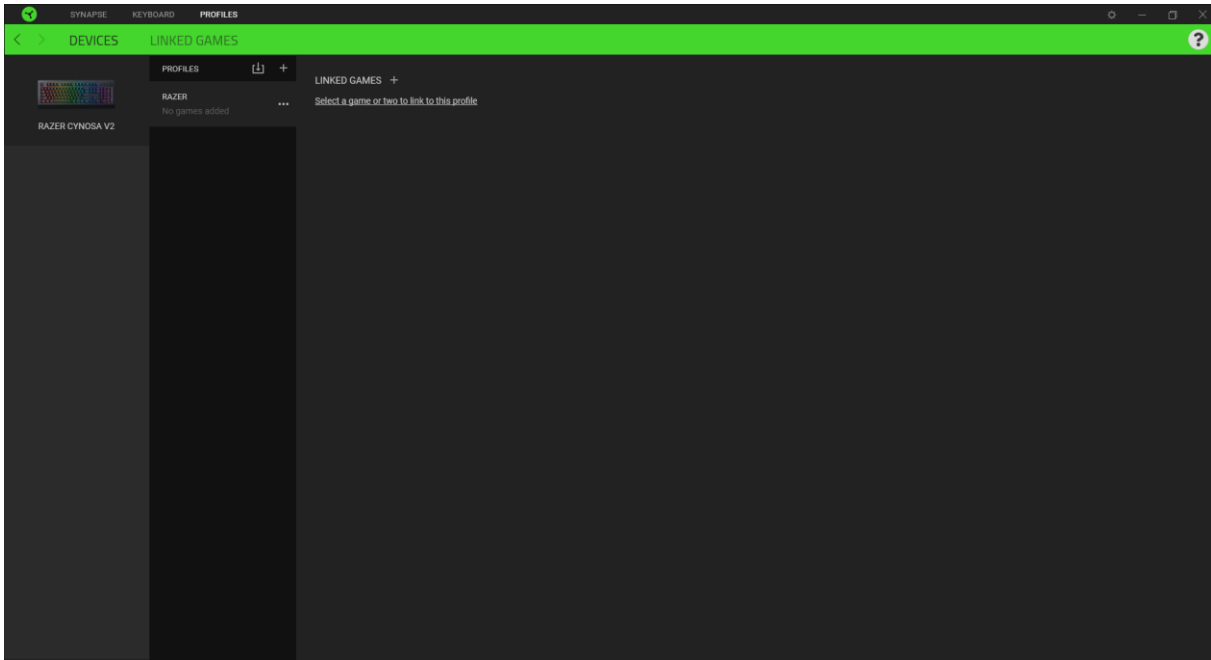 SYNAPSE KEYBOARD PROFILES
DEVICES LINKED GAMES ?
RAZER CYNOSA V2
PROFILES +
RAZER ...
No games added
LINKED GAMES +
Select a game or two to link to this profile